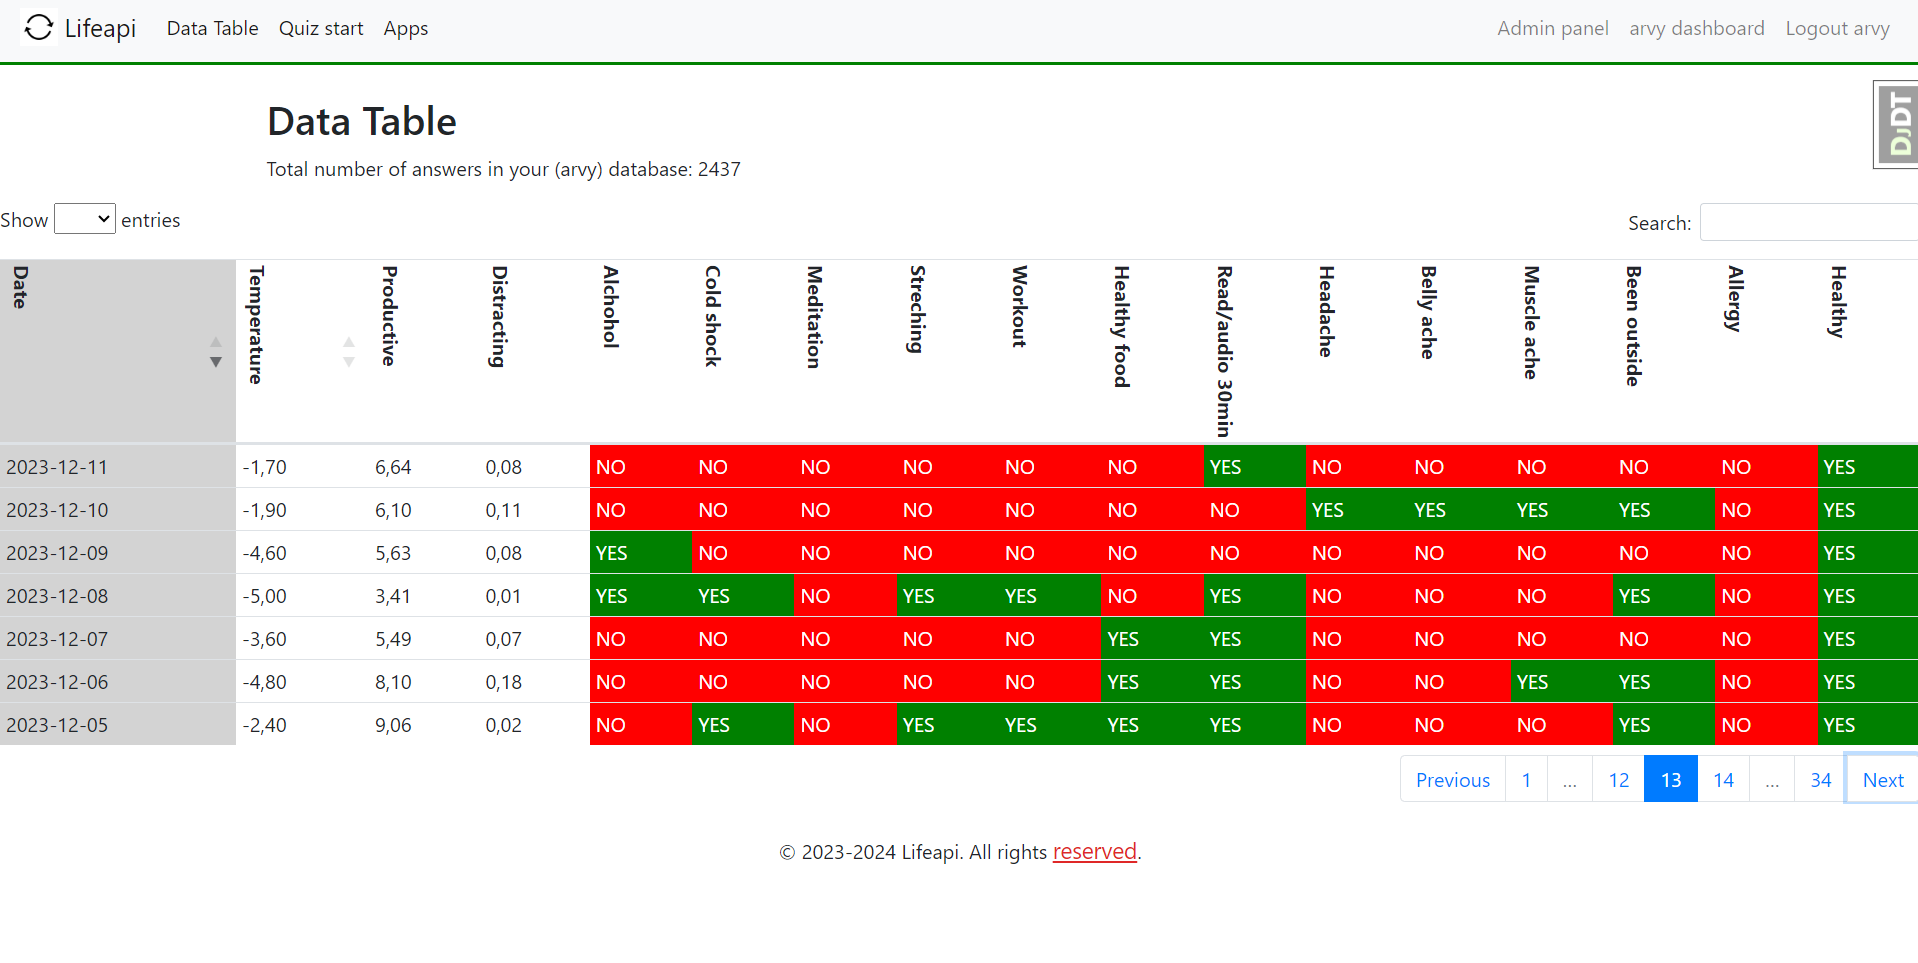 Lifeapi Data Table Quiz start Apps Admin panel arvy dashboard Logout arvy
DjDT
Data Table
Total number of answers in your (arvy) database: 2437
Show entries Search:
Date Temperature Productive Distracting Alchohol Cold shock Meditation Streching Workout Healthy food Read/audio 30min Headache Belly ache Muscle ache Been outside Allergy Healthy
2023-12-11 -1,70 6,64 0,08 NO NO NO NO NO NO YES NO NO NO NO NO YES
2023-12-10 -1,90 6,10 0,11 NO NO NO NO NO NO NO YES YES YES YES NO YES
2023-12-09 -4,60 5,63 0,08 YES NO NO NO NO NO NO NO NO NO NO NO YES
2023-12-08 -5,00 3,41 0,01 YES YES NO YES YES NO YES NO NO NO YES NO YES
2023-12-07 -3,60 5,49 0,07 NO NO NO NO NO YES YES NO NO NO NO NO YES
2023-12-06 -4,80 8,10 0,18 NO NO NO NO NO YES YES NO NO YES YES NO YES
2023-12-05 -2,40 9,06 0,02 NO YES NO YES YES YES YES NO NO NO YES NO YES
Previous 1 … 12 13 14 … 34 Next
© 2023-2024 Lifeapi. All rights reserved.